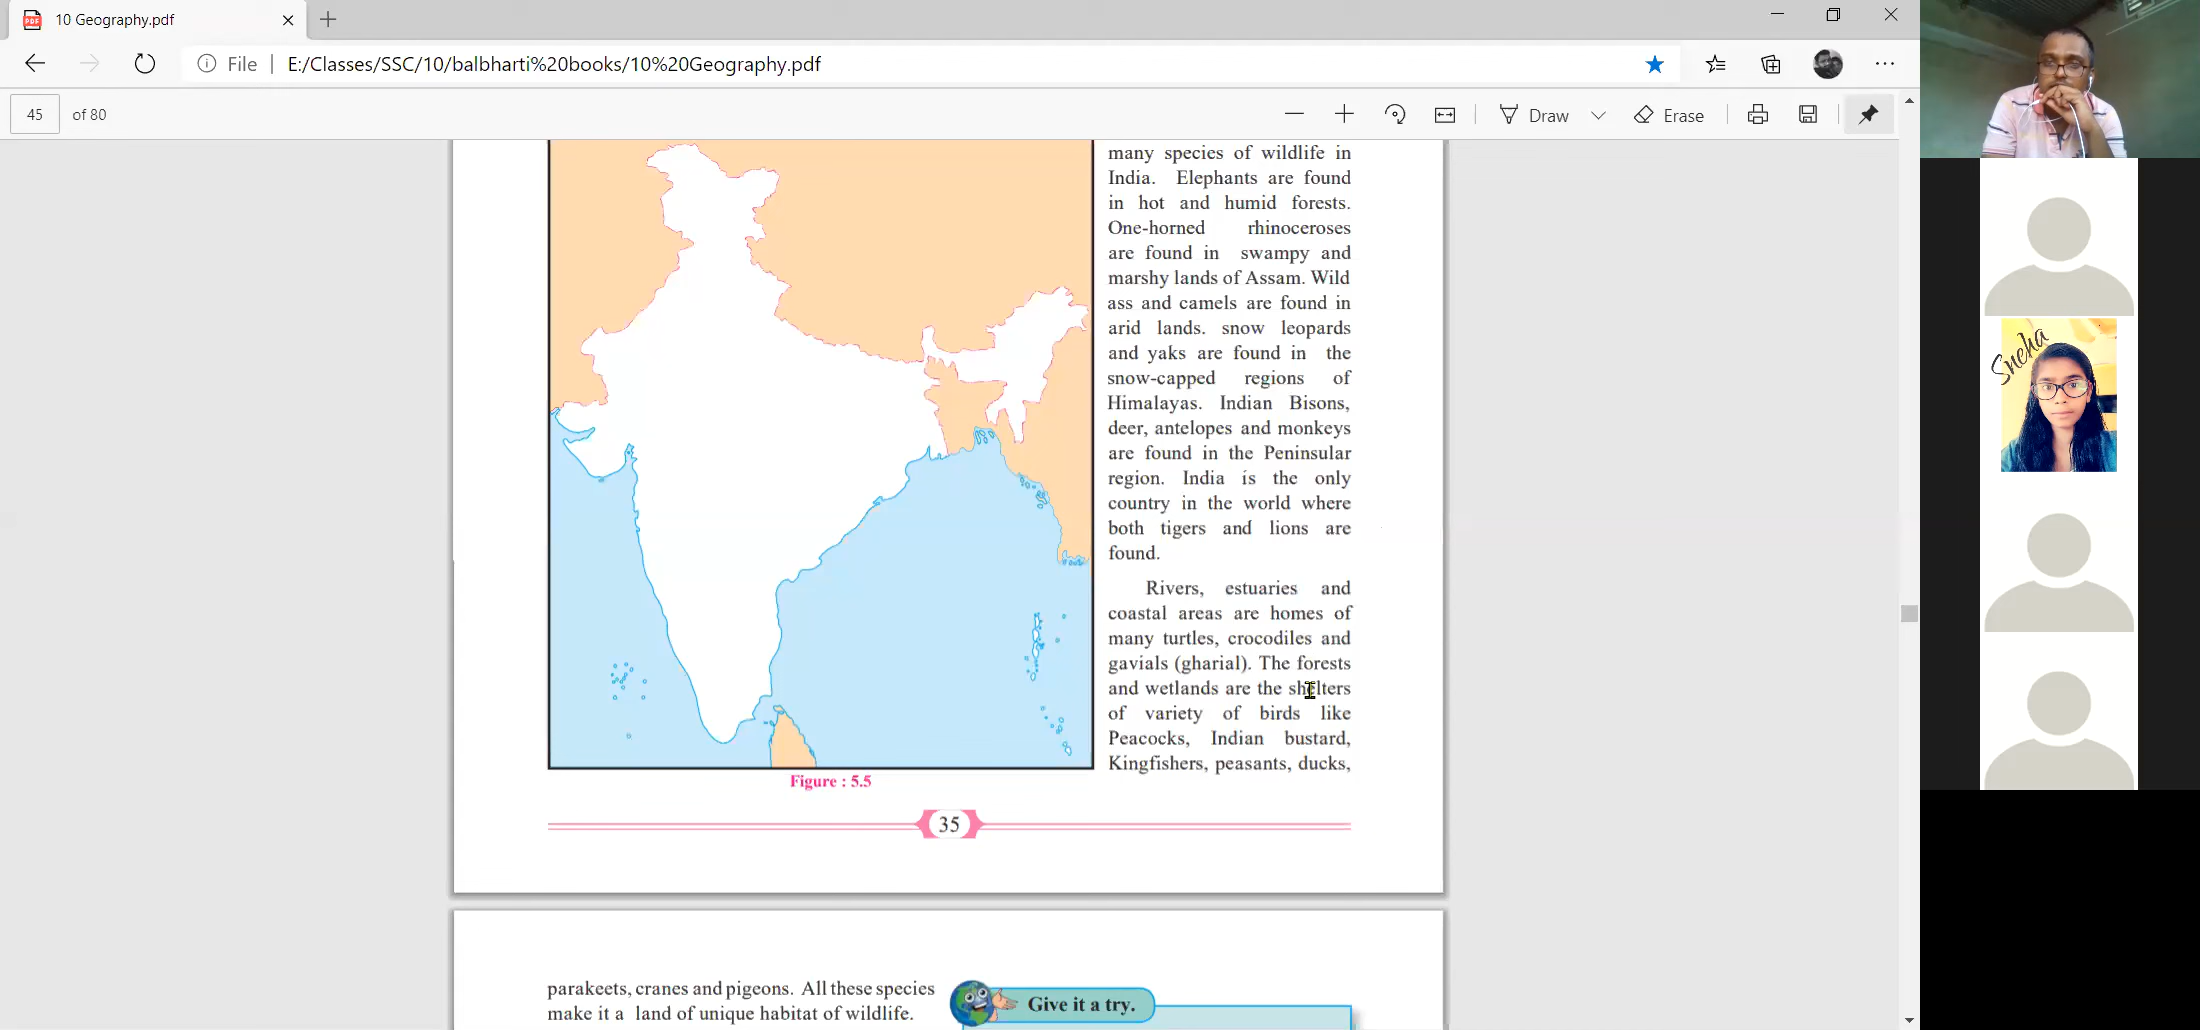 10 Geography.pdf
File
E:/Classes/SSC/10/balbharti%20books/10%20Geography.pdf
45
of 80
Draw
Erase
many species of wildlife in
India. Elephants are found
in hot and humid forests.
One-horned rhinoceroses
are found in swampy and
marshy lands of Assam. Wild
ass and camels are found in
arid lands. snow leopards
and yaks are found in the
snow-capped regions of
Himalayas. Indian Bisons,
deer, antelopes and monkeys
are found in the Peninsular
region. India ís the only
country in the world where
both tigers and lions are
found.
Rivers, estuaries and
coastal areas are homes of
many turtles, crocodiles and
gavials (gharial). The forests
and wetlands are the shelters
of variety of birds like
Peacocks, Indian bustard,
Kingfishers, peasants, ducks,
Figure : 5.5
35
parakeets, cranes and pigeons. All these species
make it a land of unique habitat of wildlife.
Give it a try.
Sneha